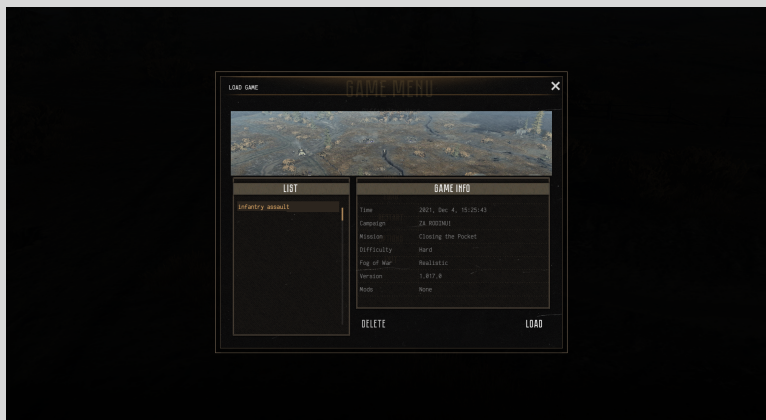 GAME MENU
LOAD GAME
LIST
infantry assault
GAME INFO
Time 2021, Dec 4, 15:25:43
Campaign ZA RODINU!
Mission Closing the Pocket
Difficulty Hard
Fog of War Realistic
Version 1.017.0
Mods None
DELETE
LOAD